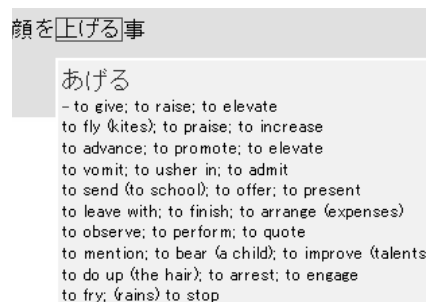 顔を上げる事
あげる
– to give; to raise; to elevate
to fly (kites); to praise; to increase
to advance; to promote; to elevate
to vomit; to usher in; to admit
to send (to school); to offer; to present
to leave with; to finish; to arrange (expenses)
to observe; to perform; to quote
to mention; to bear (a child); to improve (talents
to do up (the hair); to arrest; to engage
to fry; (rains) to stop